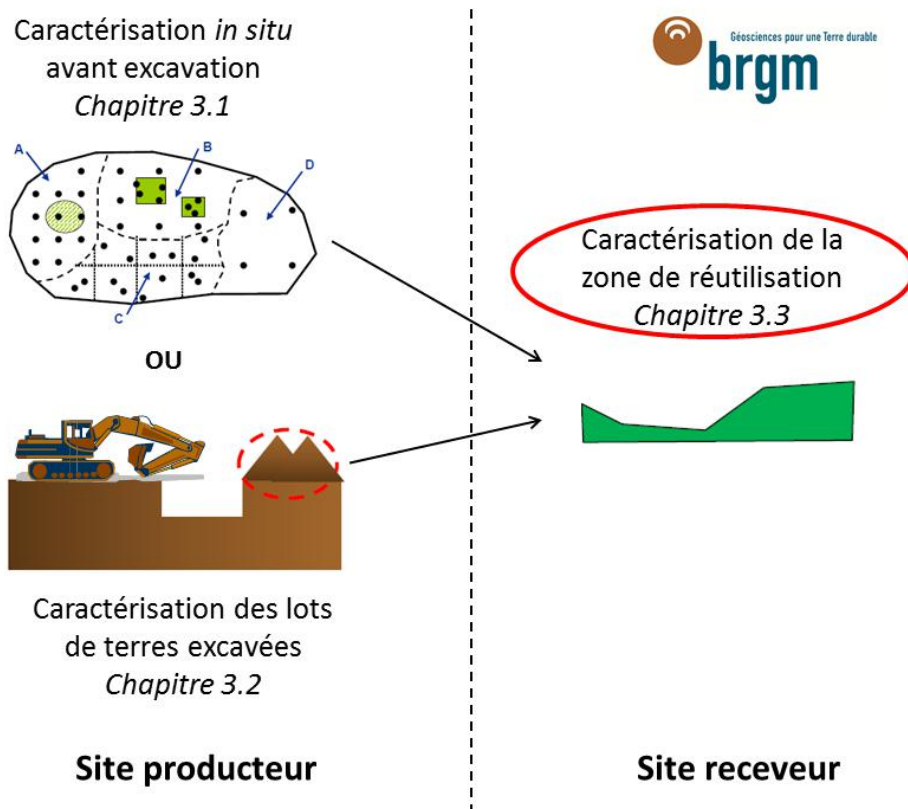 Caractérisation in situ
avant excavation
Chapitre 3.1
A
B
D
C
OU
Caractérisation des lots
de terres excavées
Chapitre 3.2
Site producteur
Géosciences pour une Terre durable
brgm
Caractérisation de la
zone de réutilisation
Chapitre 3.3
Site receveur